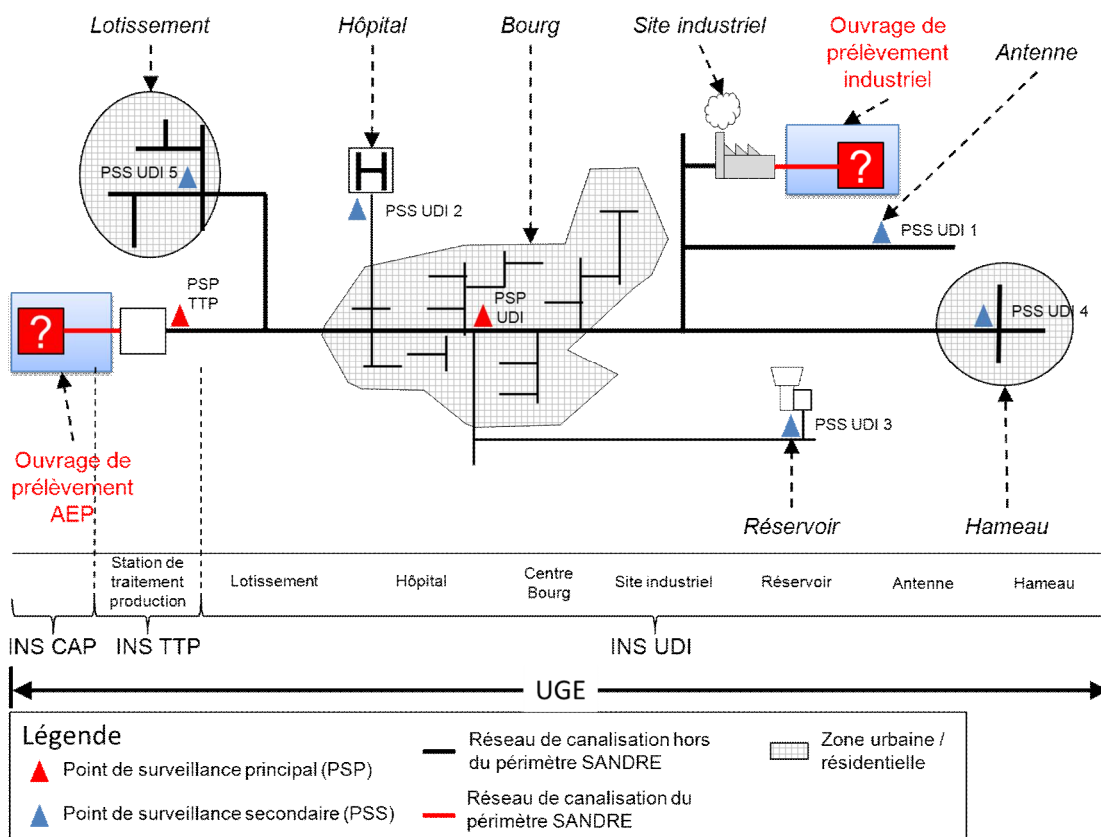 Lotissement
Hôpital
Bourg
Site industriel
Ouvrage de
prélèvement
industriel
Antenne
?
PSS UDI 5
H
PSS UDI 2
PSS UDI 1
PSP
TTP
PSP
UDI
PSS UDI 4
?
PSS UDI 3
Ouvrage de
prélèvement
AEP
Réservoir
Hameau
Station de
traitement
production
Lotissement
Hôpital
Centre
Bourg
Site industriel
Réservoir
Antenne
Hameau
INS CAP
INS TTP
INS UDI
UGE
Légende
Point de surveillance principal (PSP)
Point de surveillance secondaire (PSS)
Réseau de canalisation hors
du périmètre SANDRE
Réseau de canalisation du
périmètre SANDRE
Zone urbaine /
résidentielle